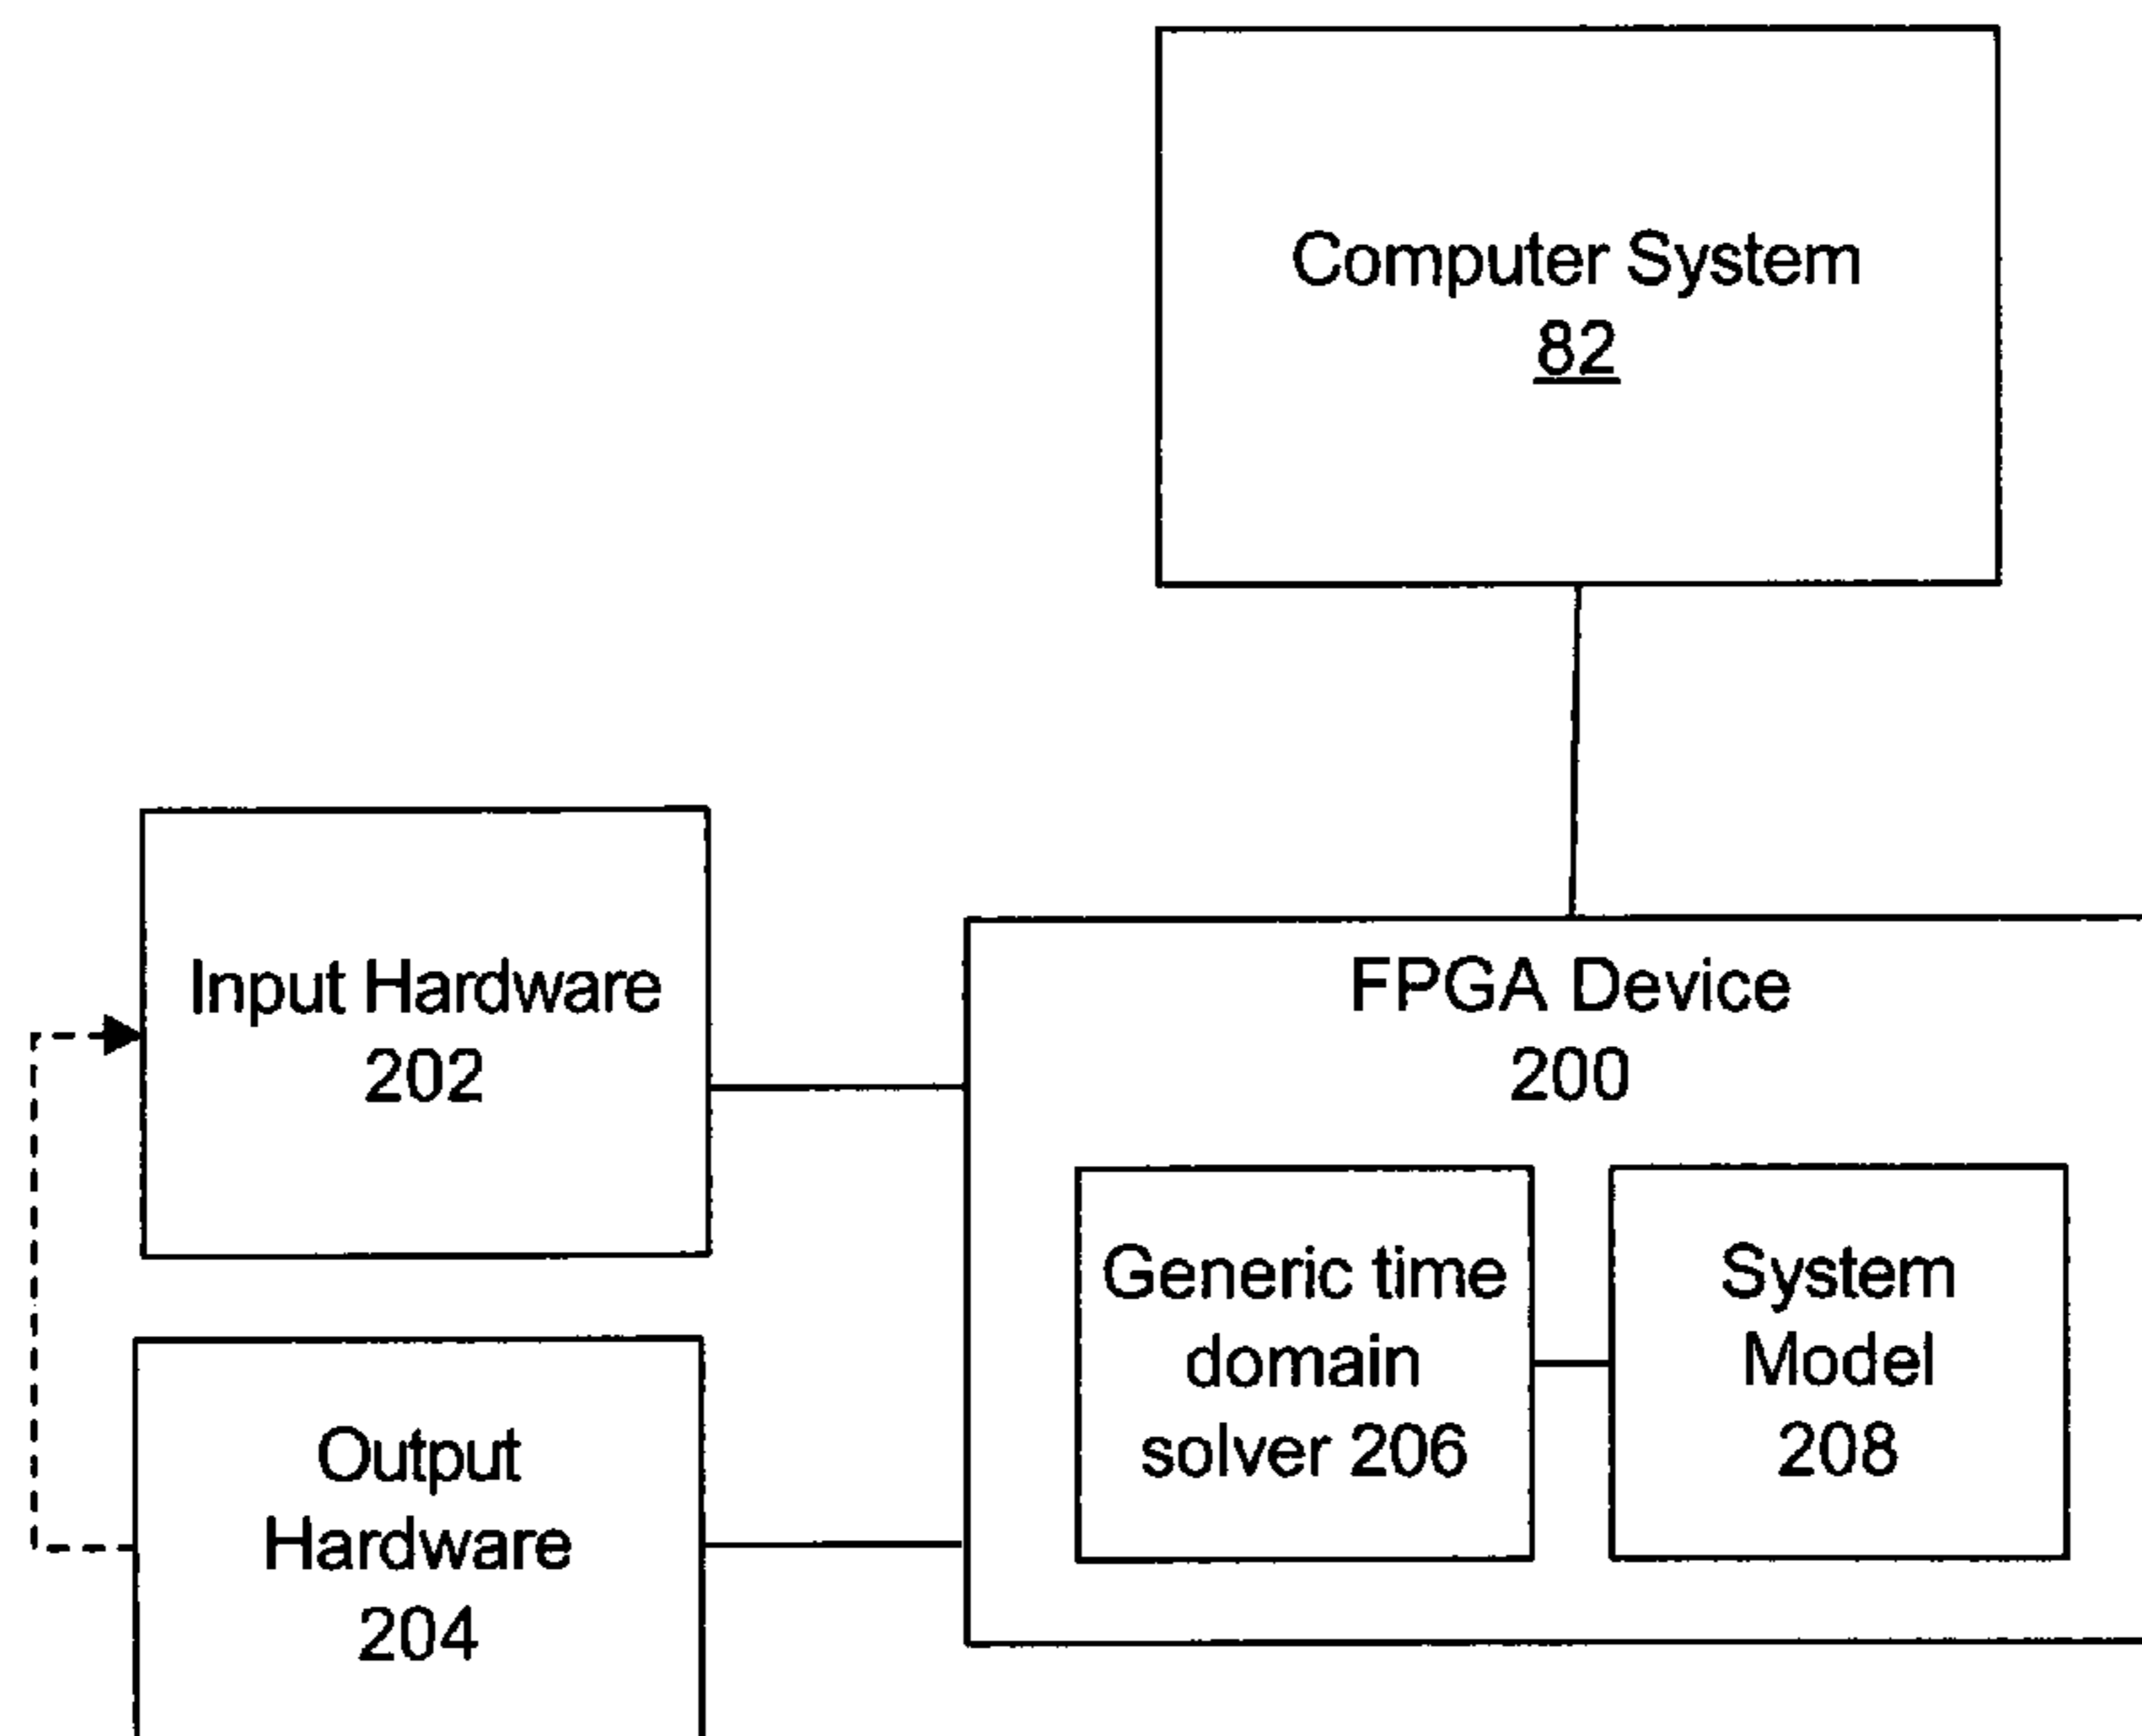 Computer System
82
Input Hardware
202
FPGA Device
200
Generic time
domain
solver 206
System
Model
208
Output
Hardware
204